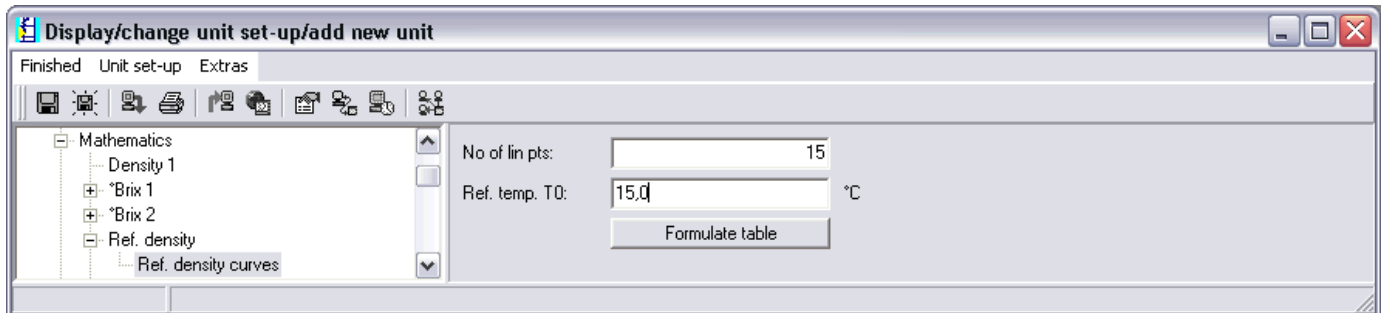 Display/change unit set-up/add new unit
Finished Unit set-up Extras
Mathematics
Density 1
°Brix 1
°Brix 2
Ref. density
Ref. density curves
No of lin pts: 15
Ref. temp. T0: 15,0 °C
Formulate table